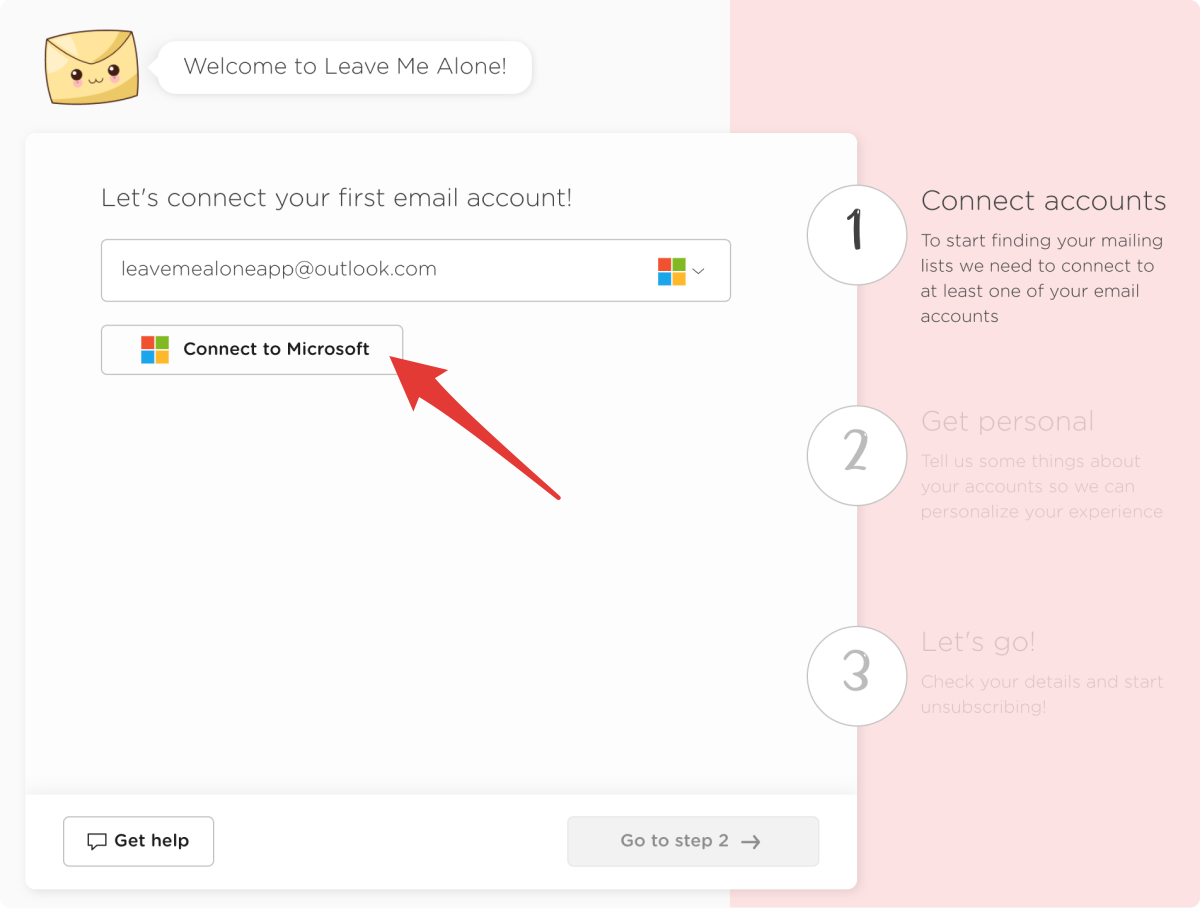 Welcome to Leave Me Alone!
Let's connect your first email account!
leavemealoneapp@outlook.com
Connect to Microsoft
1
Connect accounts
To start finding your mailing
lists we need to connect to
at least one of your email
accounts
2
Get personal
Tell us some things about
your accounts so we can
personalize your experience
3
Let's go!
Check your details and start
unsubscribing!
Get help
Go to step 2 →